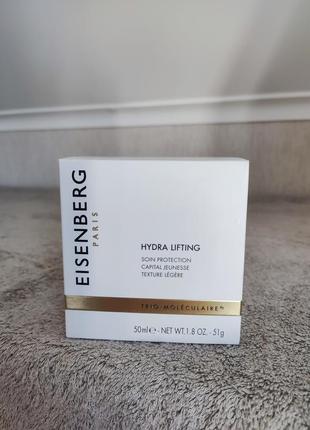 EISENBERG
PARIS
HYDRA LIFTING
SOIN PROTECTION
CAPITAL JEUNESSE
TEXTURE LÉGÈRE
TRIO-MOLÉCULAIRE
50ml℮ - NET WT. 1.8 OZ. - 51g